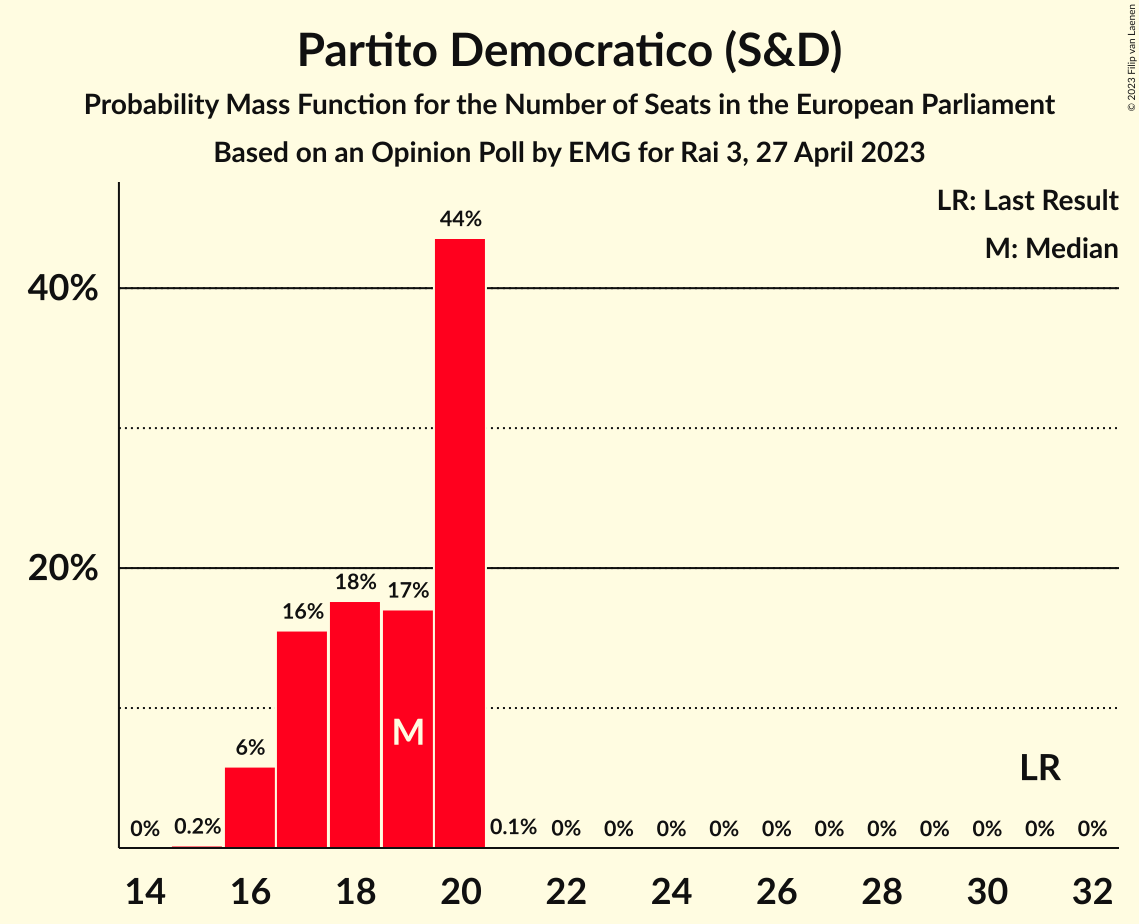 Partito Democratico (S&D)
Probability Mass Function for the Number of Seats in the European Parliament
Based on an Opinion Poll by EMG for Rai 3, 27 April 2023
© 2023 Filip van Laenen
LR: Last Result
M: Median
40%
20%
0% 0.2% 6% 16% 18% 17% 44% 0.1% 0% 0% 0% 0% 0% 0% 0% 0% 0% 0% 0%
M
LR
14 16 18 20 22 24 26 28 30 32